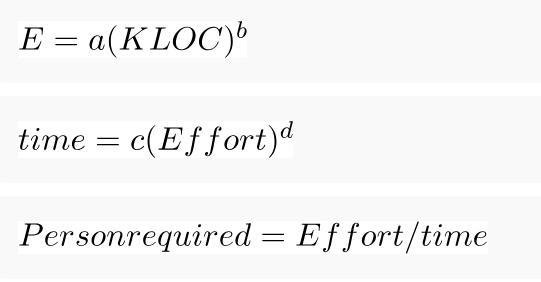 E = a(KLOC)^b
time = c(Effort)^d
Personrequired = Effort/time